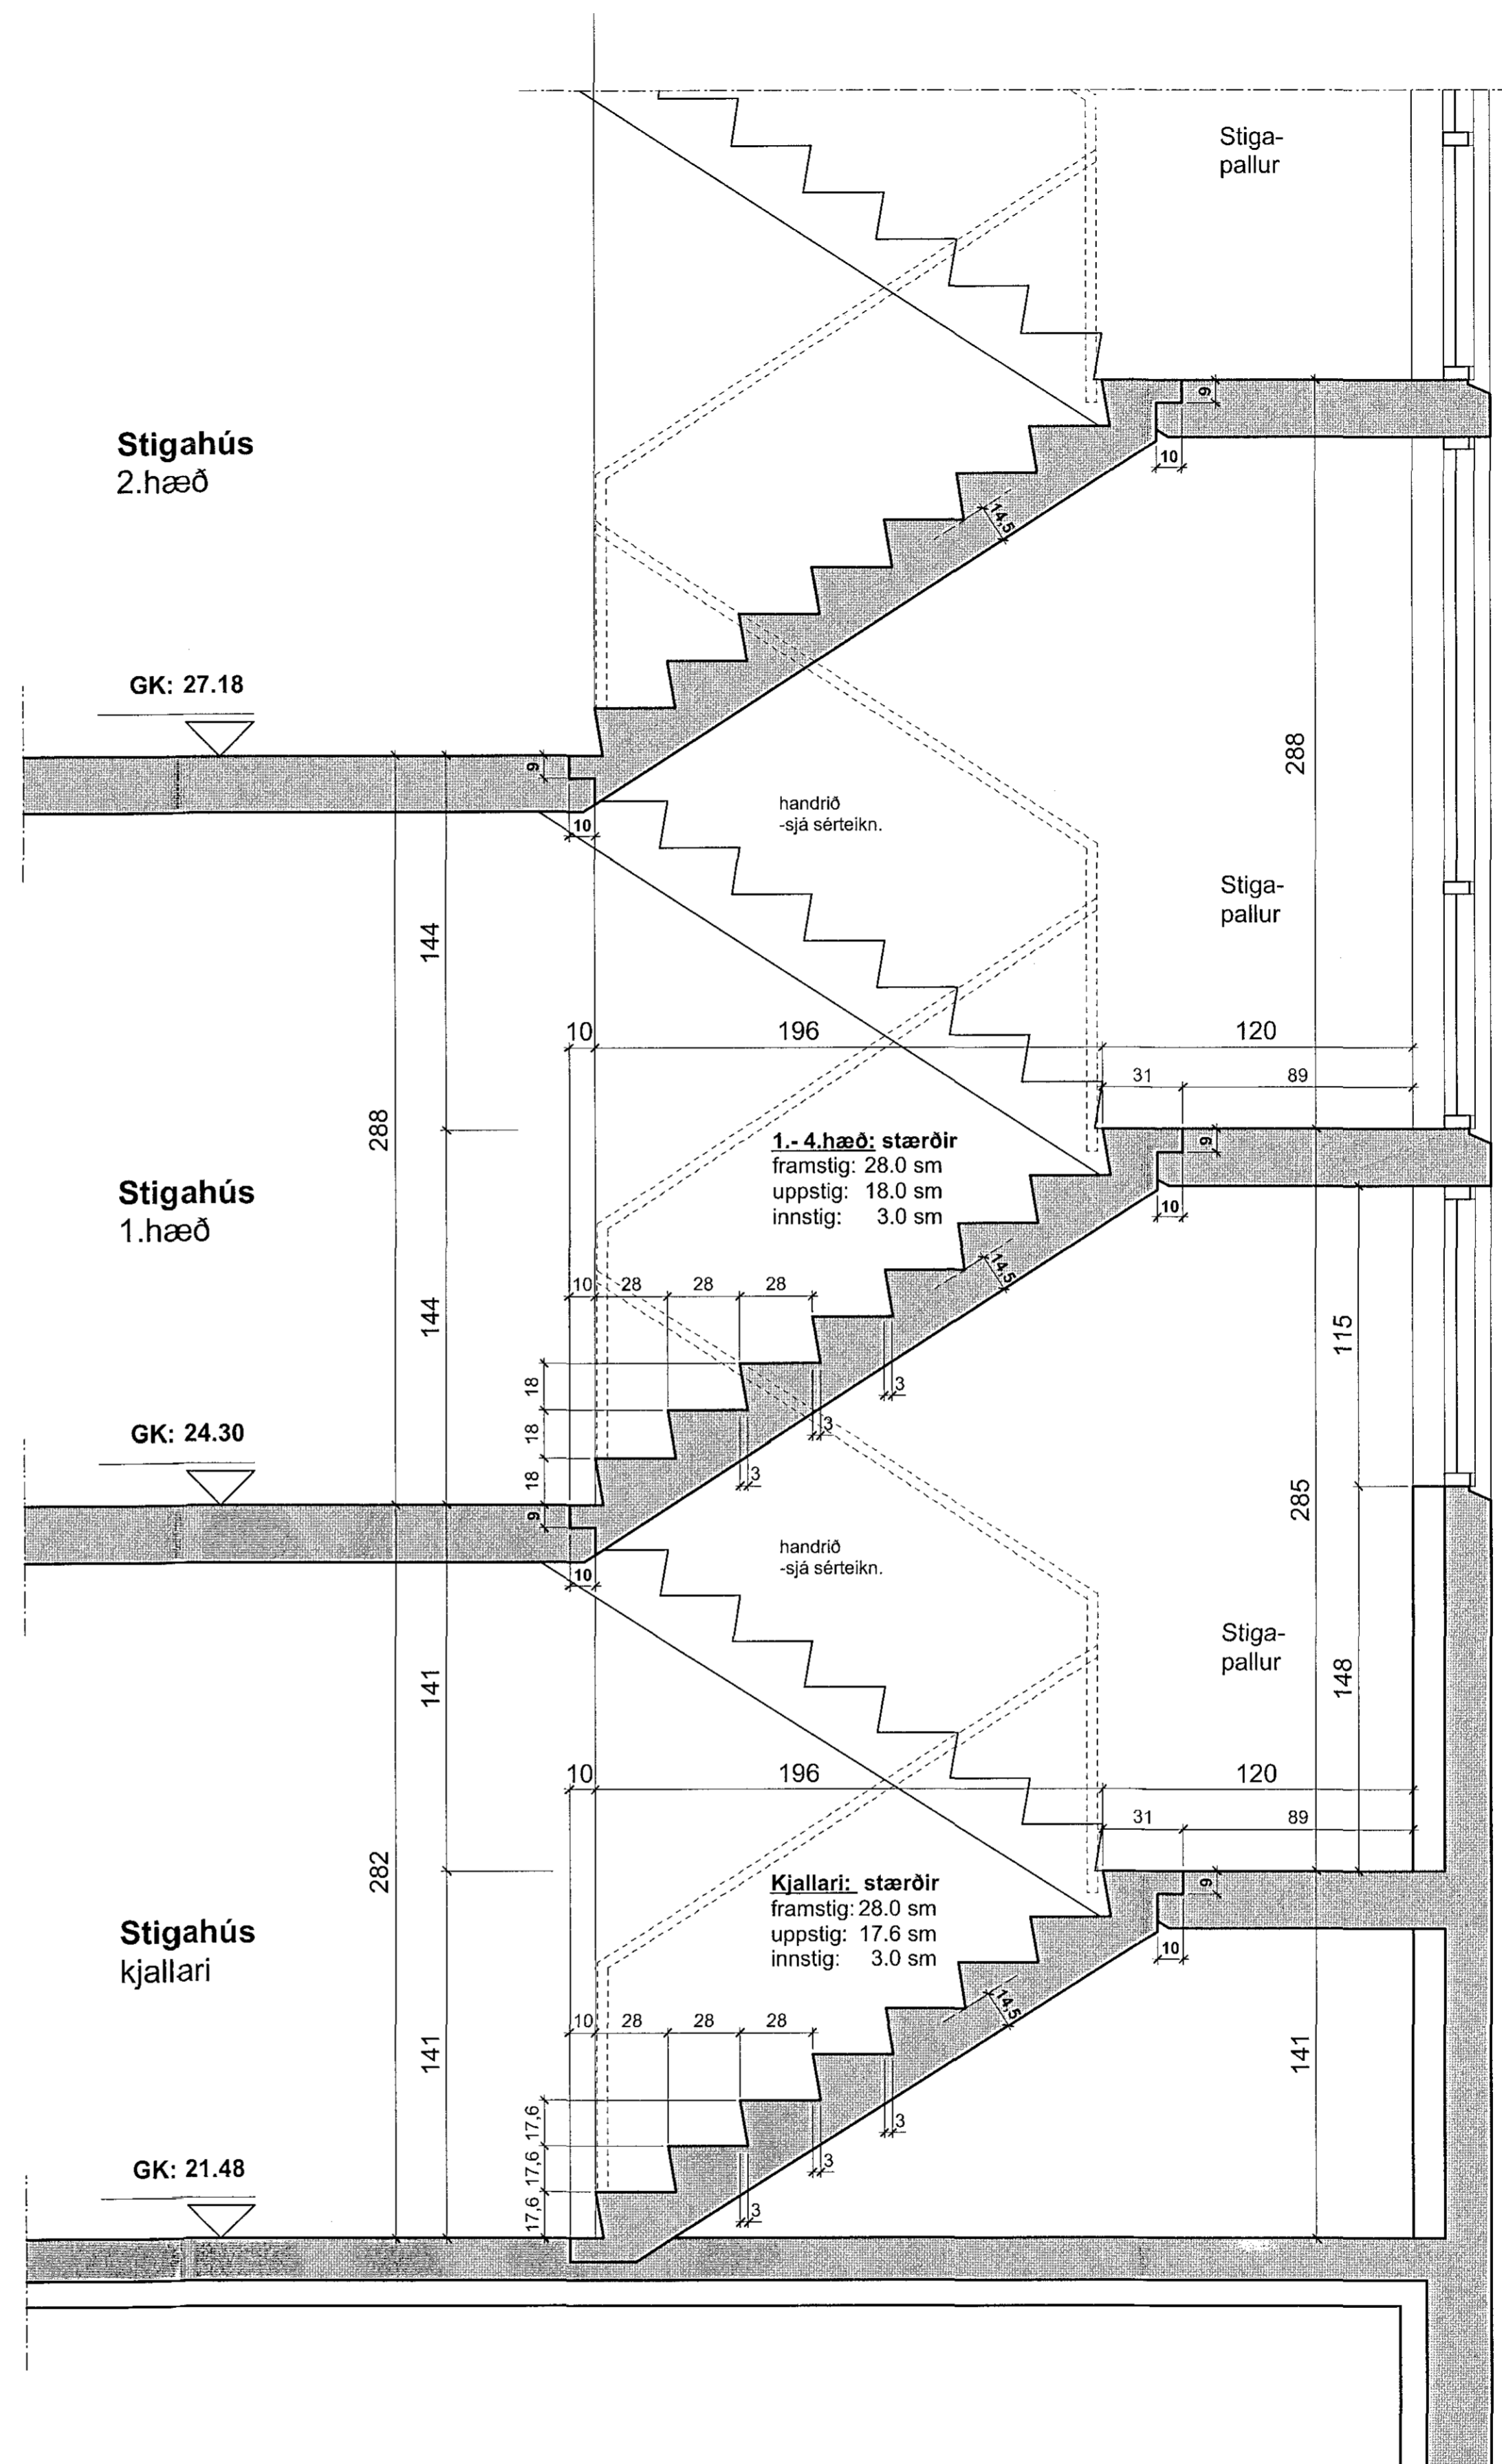 Stiga-
pallur
9
10
14,5
Stigahús
2.hæð
GK: 27.18
9
10
288
handrið
-sjá sérteikn.
144
Stiga-
pallur
10
196
120
31
89
288
9
10
1.- 4.hæð: stærðir
framstig: 28.0 sm
uppstig: 18.0 sm
innstig: 3.0 sm
14,5
Stigahús
1.hæð
144
10
28
28
28
115
18
18
18
3
3
3
GK: 24.30
9
10
285
handrið
-sjá sérteikn.
Stiga-
pallur
141
148
10
196
120
31
89
282
9
10
Kjallari: stærðir
framstig: 28.0 sm
uppstig: 17.6 sm
innstig: 3.0 sm
14,5
Stigahús
kjallari
141
10
28
28
28
141
17,6
17,6
17,6
3
3
3
GK: 21.48